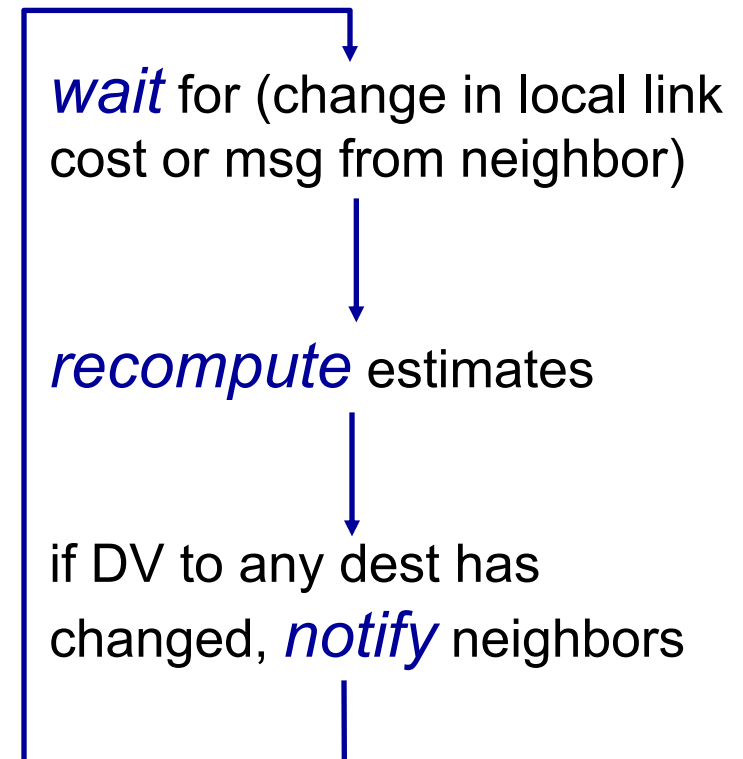 wait for (change in local link
cost or msg from neighbor)
recompute estimates
if DV to any dest has
changed, notify neighbors